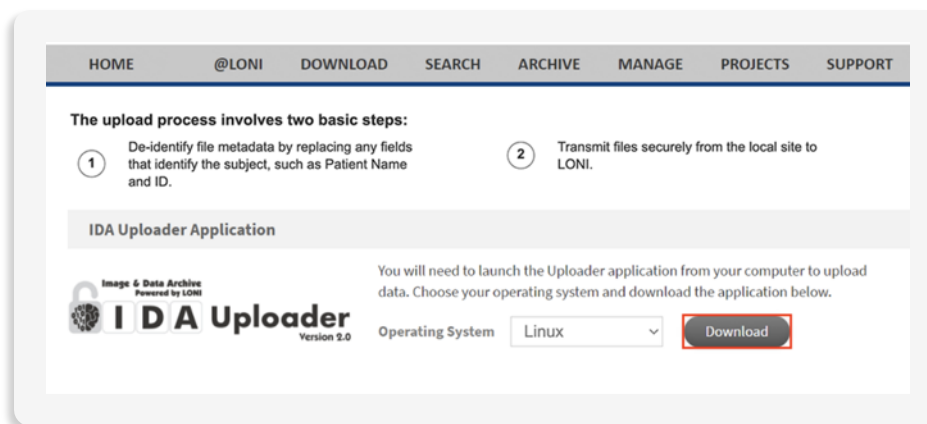 HOME @LONI DOWNLOAD SEARCH ARCHIVE MANAGE PROJECTS SUPPORT
The upload process involves two basic steps:
1
De-identify file metadata by replacing any fields
that identify the subject, such as Patient Name
and ID.
2
Transmit files securely from the local site to
LONI.
IDA Uploader Application
Image & Data Archive
Powered by LONI
IDA Uploader
Version 2.0
You will need to launch the Uploader application from your computer to upload
data. Choose your operating system and download the application below.
Operating System Linux Download